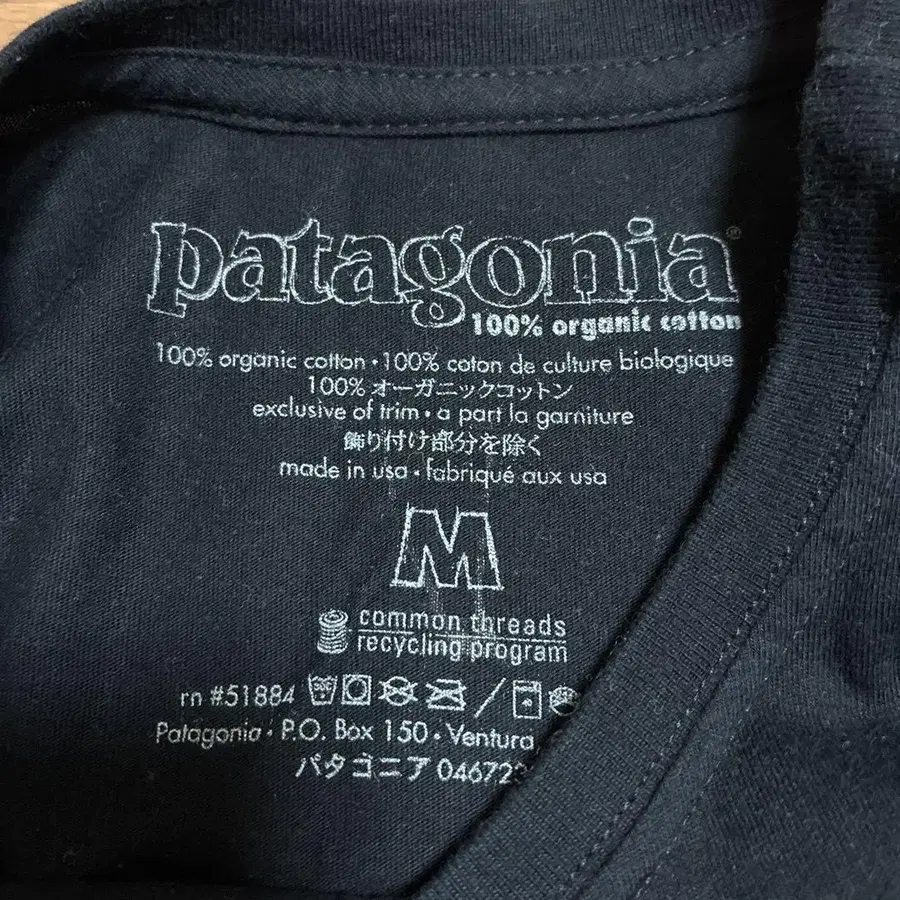 patagonia®
100% organic cotton
100% organic cotton • 100% coton de culture biologique
100% オーガニックコットン
exclusive of trim • a part la garniture
飾り付け部分を除く
made in usa • fabriqué aux usa
M
common threads
recycling program
rn #51884
Patagonia • P.O. Box 150 • Ventura,
パタゴニア 046723